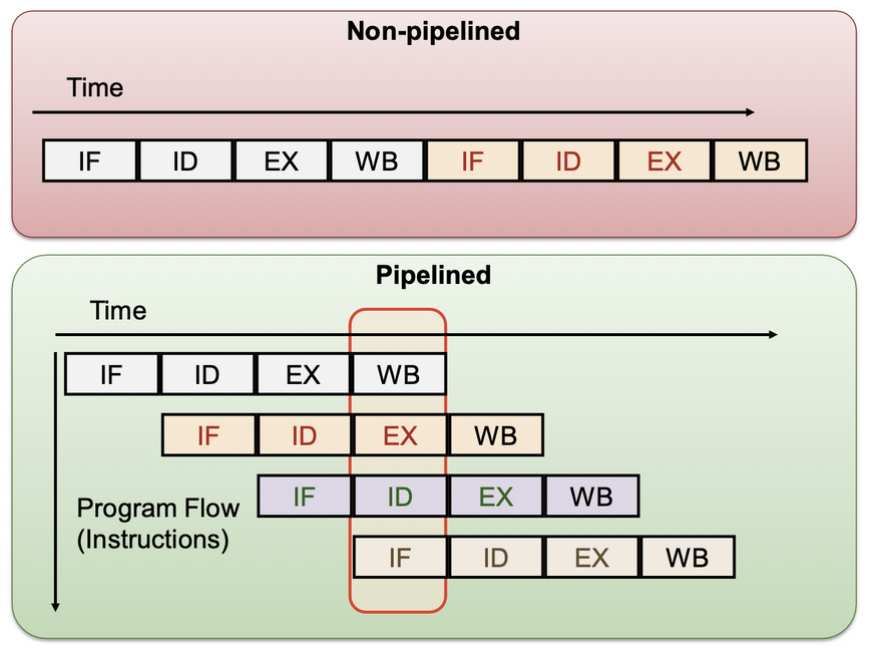 Non-pipelined
Time
IF ID EX WB IF ID EX WB
Pipelined
Time
IF ID EX WB
IF ID EX WB
IF ID EX WB
Program Flow
(Instructions)
IF ID EX WB